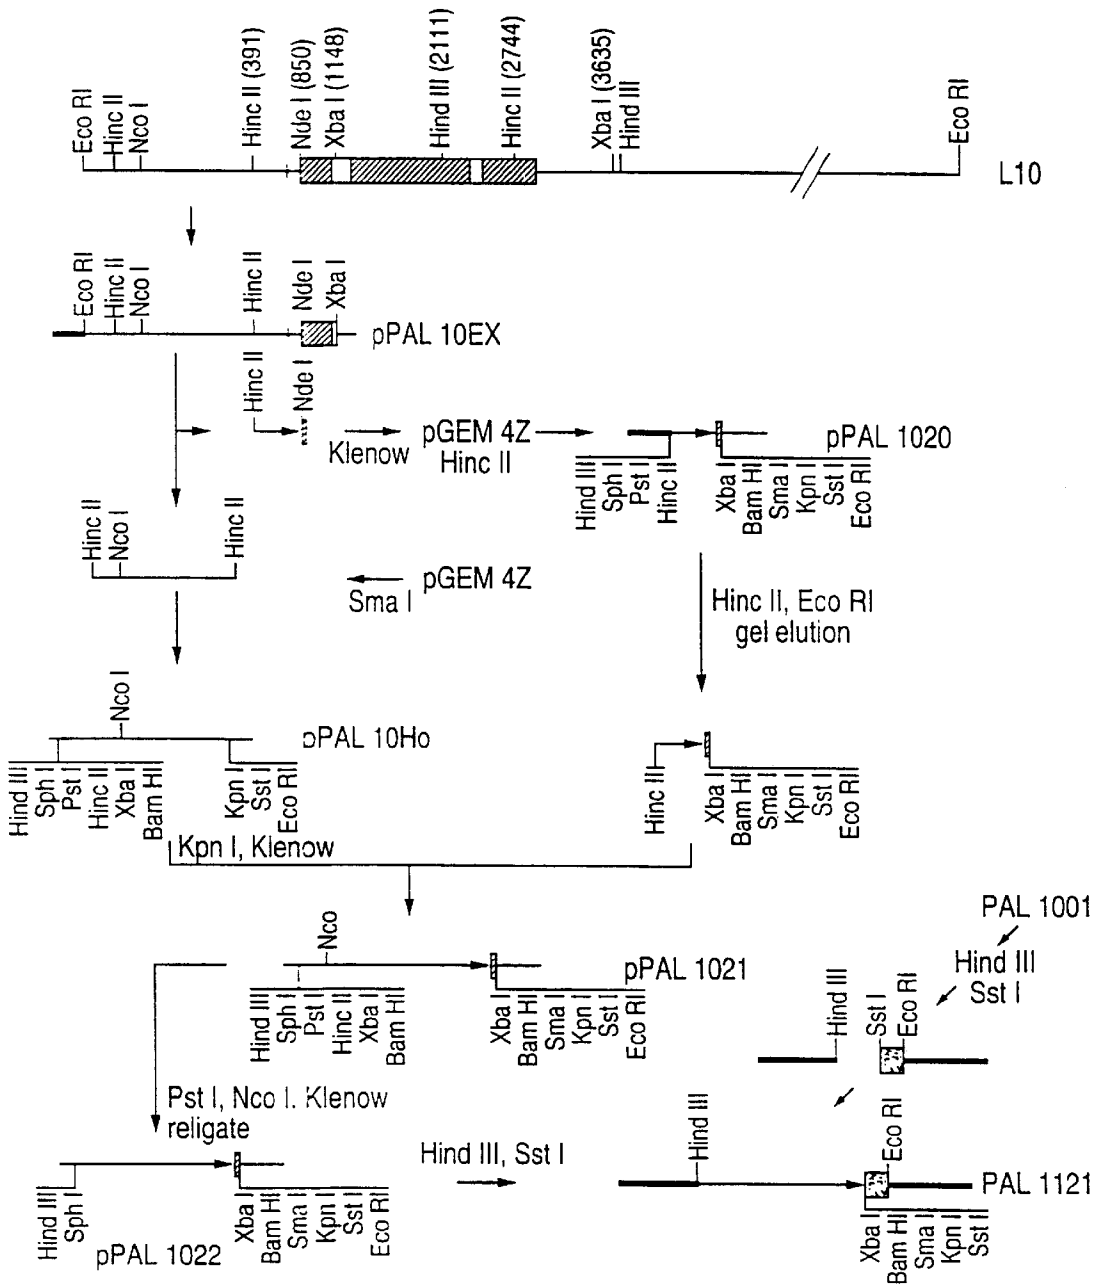 Eco RI
Hinc II
Nco I
Hinc II (391)
Nde I (850)
Xba I (1148)
Hind III (2111)
Hinc II (2744)
Xba I (3635)
Hind III
Eco RI
L10
Eco RI
Hinc II
Nco I
Hinc II
Nde I
Xba I
pPAL 10EX
Hinc II
Nde I
Klenow
pGEM 4Z
Hinc II
pPAL 1020
Hind III
Sph I
Pst I
Hinc II
Xba I
Bam HI
Sma I
Kpn I
Sst I
Eco RI
Hinc II
Nco I
Hinc II
Sma I
pGEM 4Z
Hinc II, Eco RI
gel elution
Nco I
pPAL 10Ho
Hind III
Sph I
Pst I
Hinc II
Xba I
Bam HI
Kpn I
Sst I
Eco RI
Hinc II
Xba I
Bam HI
Sma I
Kpn I
Sst I
Eco RI
Kpn I, Klenow
Nco
pPAL 1021
Hind III
Sph I
Pst I
Hinc II
Xba I
Bam HI
Xba I
Bam HI
Sma I
Kpn I
Sst I
Eco RI
PAL 1001
Hind III
Sst I
Hind III
Sst I
Eco RI
Pst I, Nco I. Klenow
religate
Hind III
Sph I
Xba I
Bam HI
Sma I
Kpn I
Sst I
Eco RI
pPAL 1022
Hind III, Sst I
Hind III
Eco RI
PAL 1121
Xba I
Bam HI
Sma I
Kpn I
Sst I